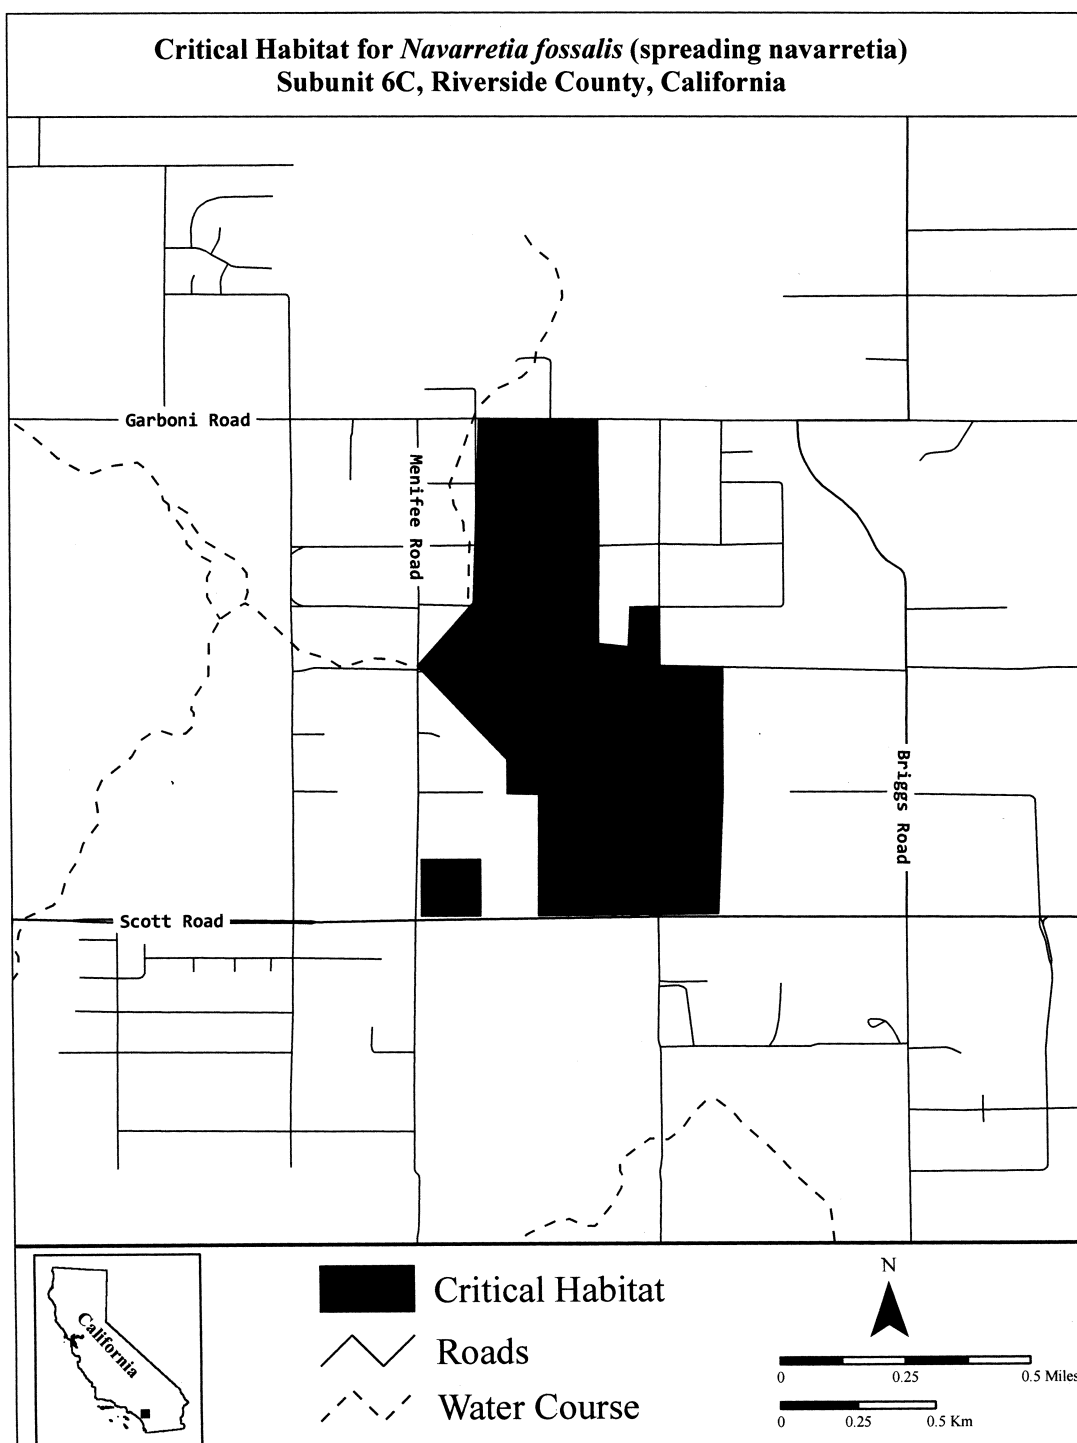 Critical Habitat for Navarretia fossalis (spreading navarretia)
Subunit 6C, Riverside County, California
Garboni Road
Menifee Road
Briggs Road
Scott Road
California
Critical Habitat
Roads
Water Course
N
0 0.25 0.5 Miles
0 0.25 0.5 Km